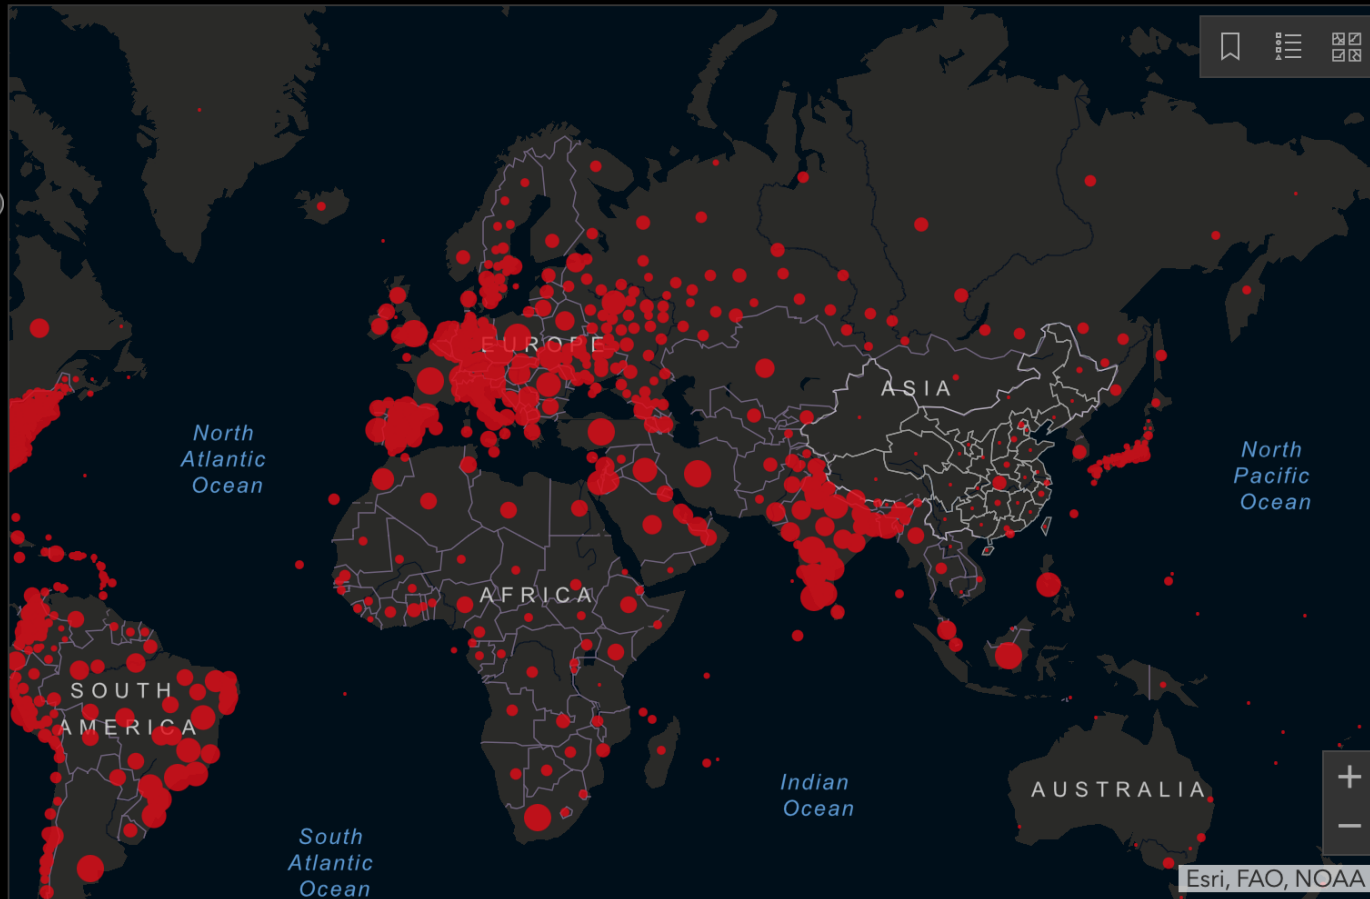 EUROPE
ASIA
North
Atlantic
Ocean
North
Pacific
Ocean
AFRICA
SOUTH
AMERICA
Indian
Ocean
AUSTRALIA
South
Atlantic
Ocean
Esri, FAO, NOAA